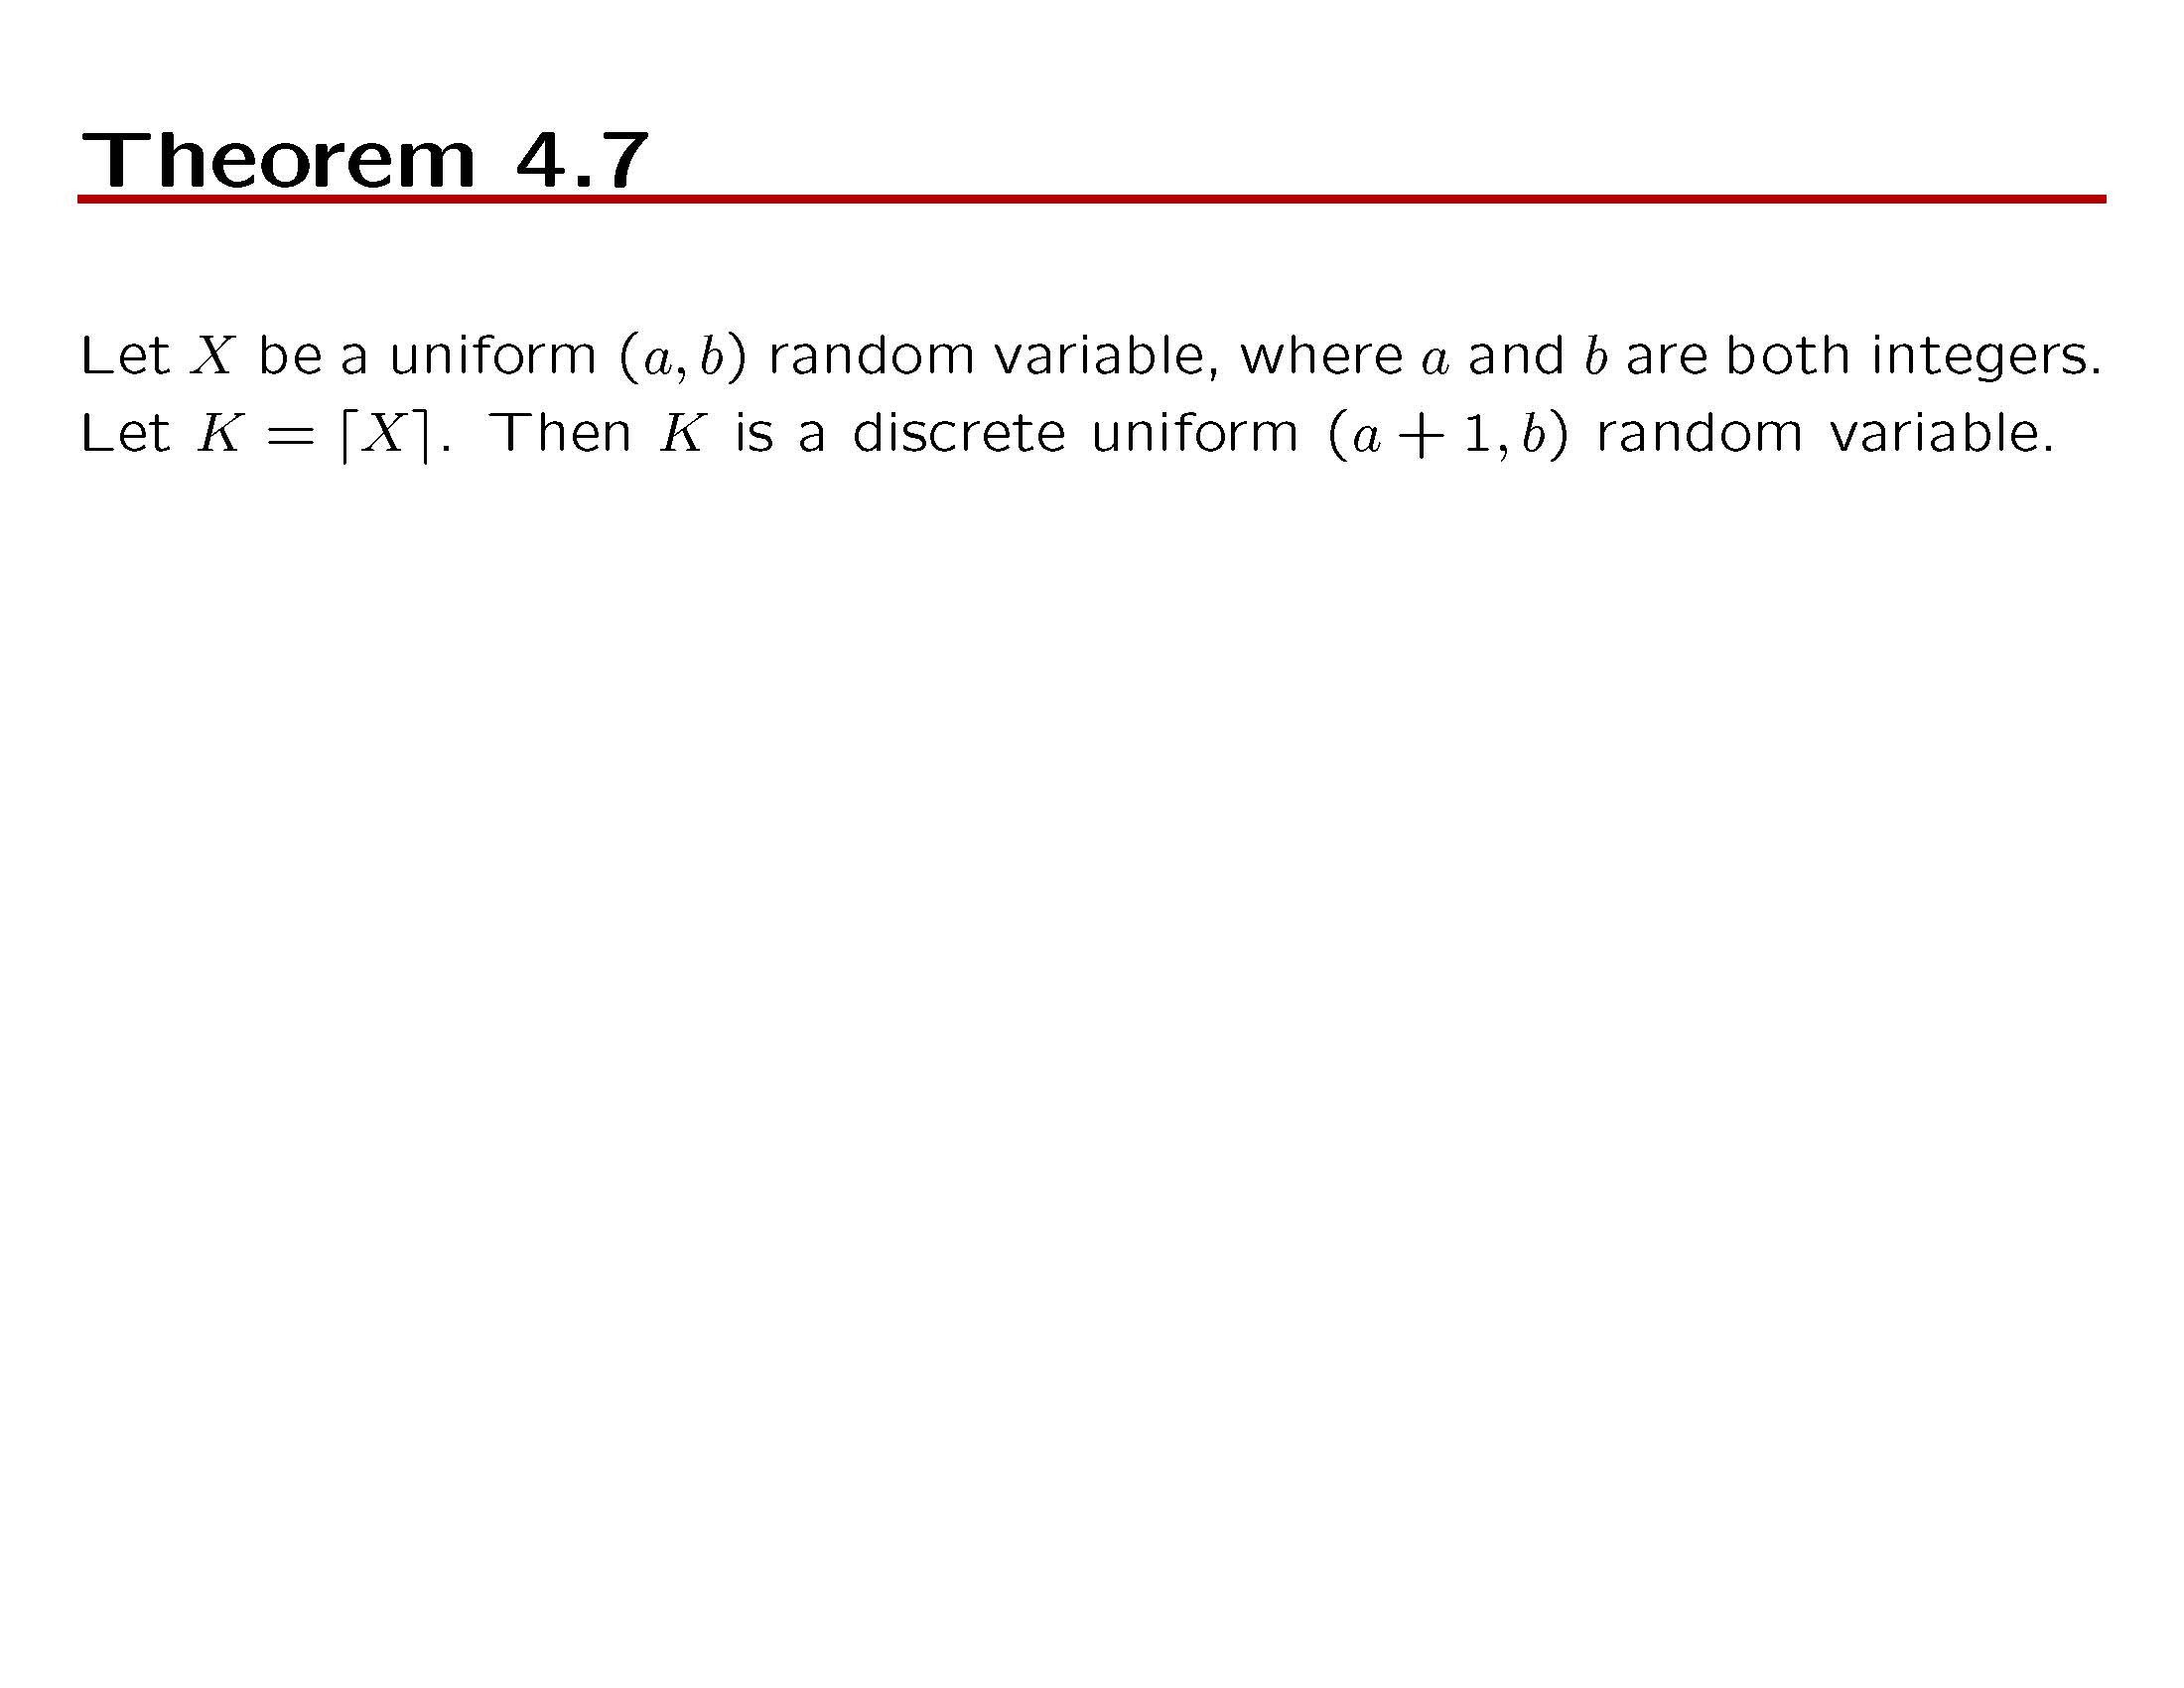 Theorem 4.7
Let X be a uniform (a, b) random variable, where a and b are both integers.
Let K = ⌈X⌉. Then K is a discrete uniform (a + 1, b) random variable.